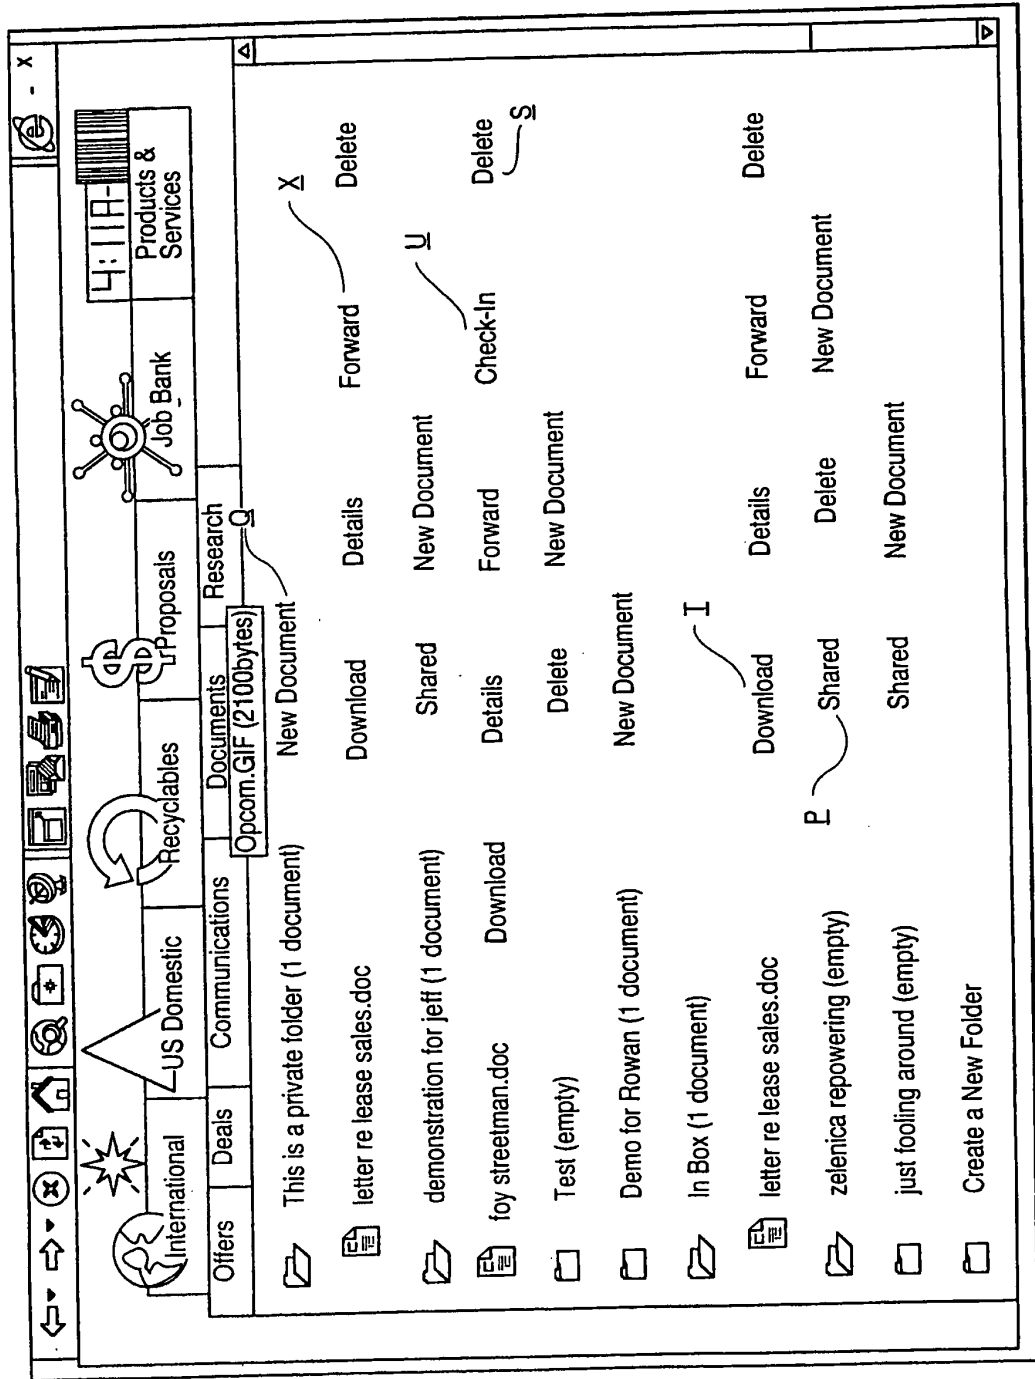 - X
4:11A-
International US Domestic Recyclables Proposals Job Bank Products & Services
Offers Deals Communications Documents Research
Opcom.GIF (2100bytes)
Q
This is a private folder (1 document) New Document
X
letter re lease sales.doc Download Details Forward Delete
U
demonstration for jeff (1 document) Shared New Document
foy streetman.doc Download Details Forward Check-In Delete
S
Test (empty) Delete New Document
Demo for Rowan (1 document) New Document
In Box (1 document)
I
letter re lease sales.doc Download Details Forward Delete
P
zelenica repowering (empty) Shared Delete New Document
just fooling around (empty) Shared New Document
Create a New Folder